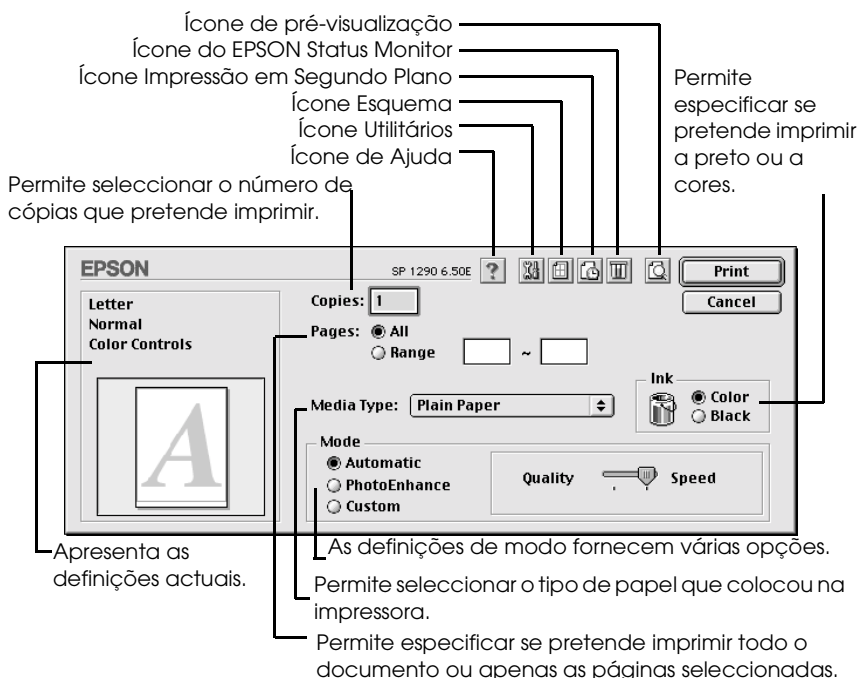 Ícone de pré-visualização
Ícone do EPSON Status Monitor
Ícone Impressão em Segundo Plano
Ícone Esquema
Ícone Utilitários
Ícone de Ajuda
Permite
especificar se
pretende imprimir
a preto ou a
cores.
Permite seleccionar o número de
cópias que pretende imprimir.
EPSON
SP 1290 6.50E
?
Print
Cancel
Letter
Normal
Color Controls
A
Copies: 1
Pages: All
Range ~
Media Type: Plain Paper
Ink
Color
Black
Mode
Automatic
PhotoEnhance
Custom
Quality Speed
Apresenta as
definições actuais.
As definições de modo fornecem várias opções.
Permite seleccionar o tipo de papel que colocou na
impressora.
Permite especificar se pretende imprimir todo o
documento ou apenas as páginas seleccionadas.